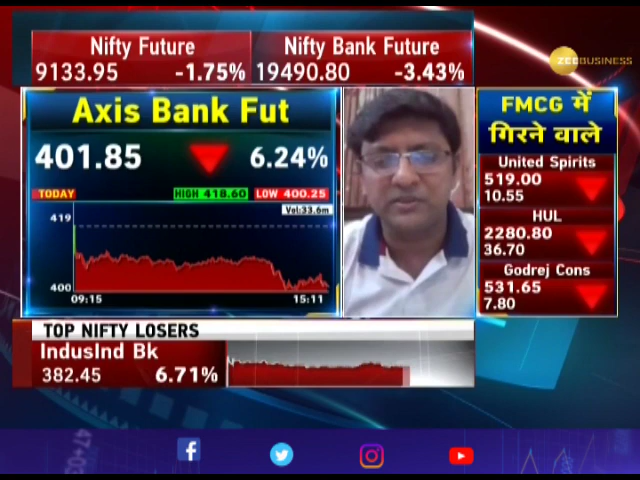 Nifty Future
9133.95 -1.75%
Nifty Bank Future
19490.80 -3.43%
ZEEBUSINESS
Axis Bank Fut
401.85 6.24%
TODAY HIGH 418.60 LOW 400.25
Vol:33.6m
419
400
09:15 15:11
FMCG में
गिरने वाले
United Spirits
519.00
10.55
HUL
2280.80
36.70
Godrej Cons
531.65
7.80
TOP NIFTY LOSERS
IndusInd Bk
382.45 6.71%